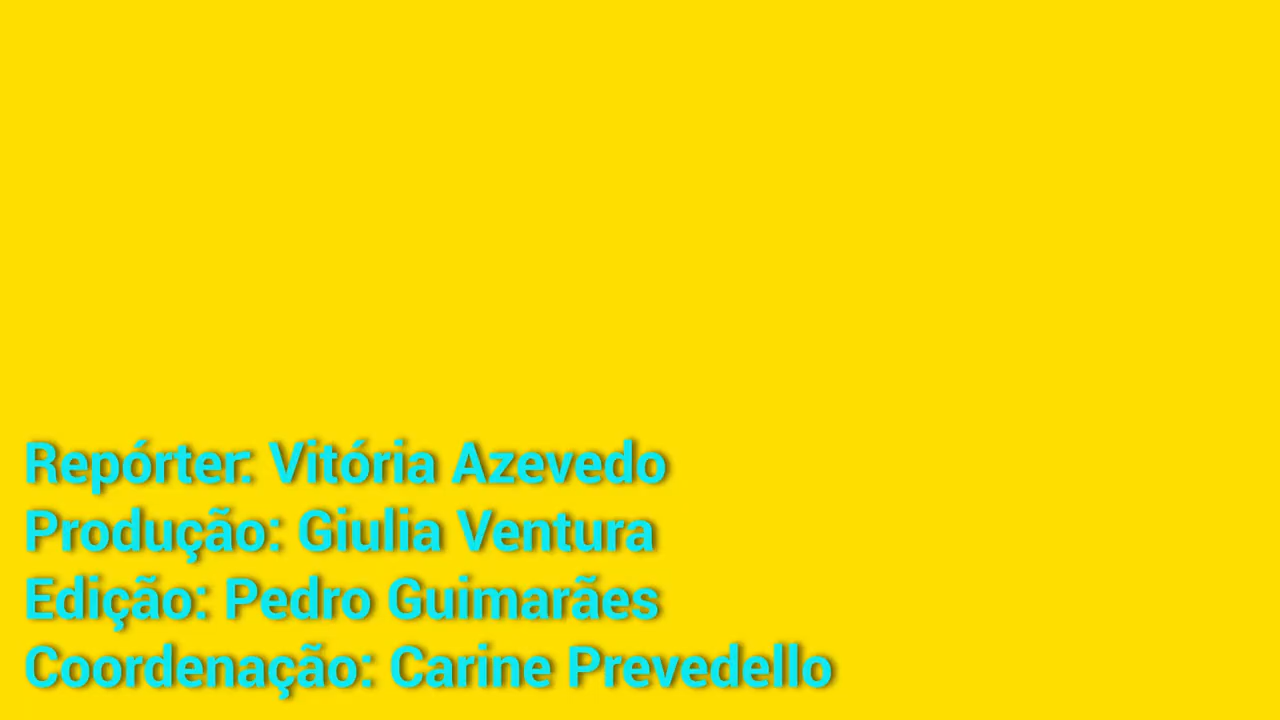 Repórter: Vitória Azevedo
Produção: Giulia Ventura
Edição: Pedro Guimarães
Coordenação: Carine Prevedello